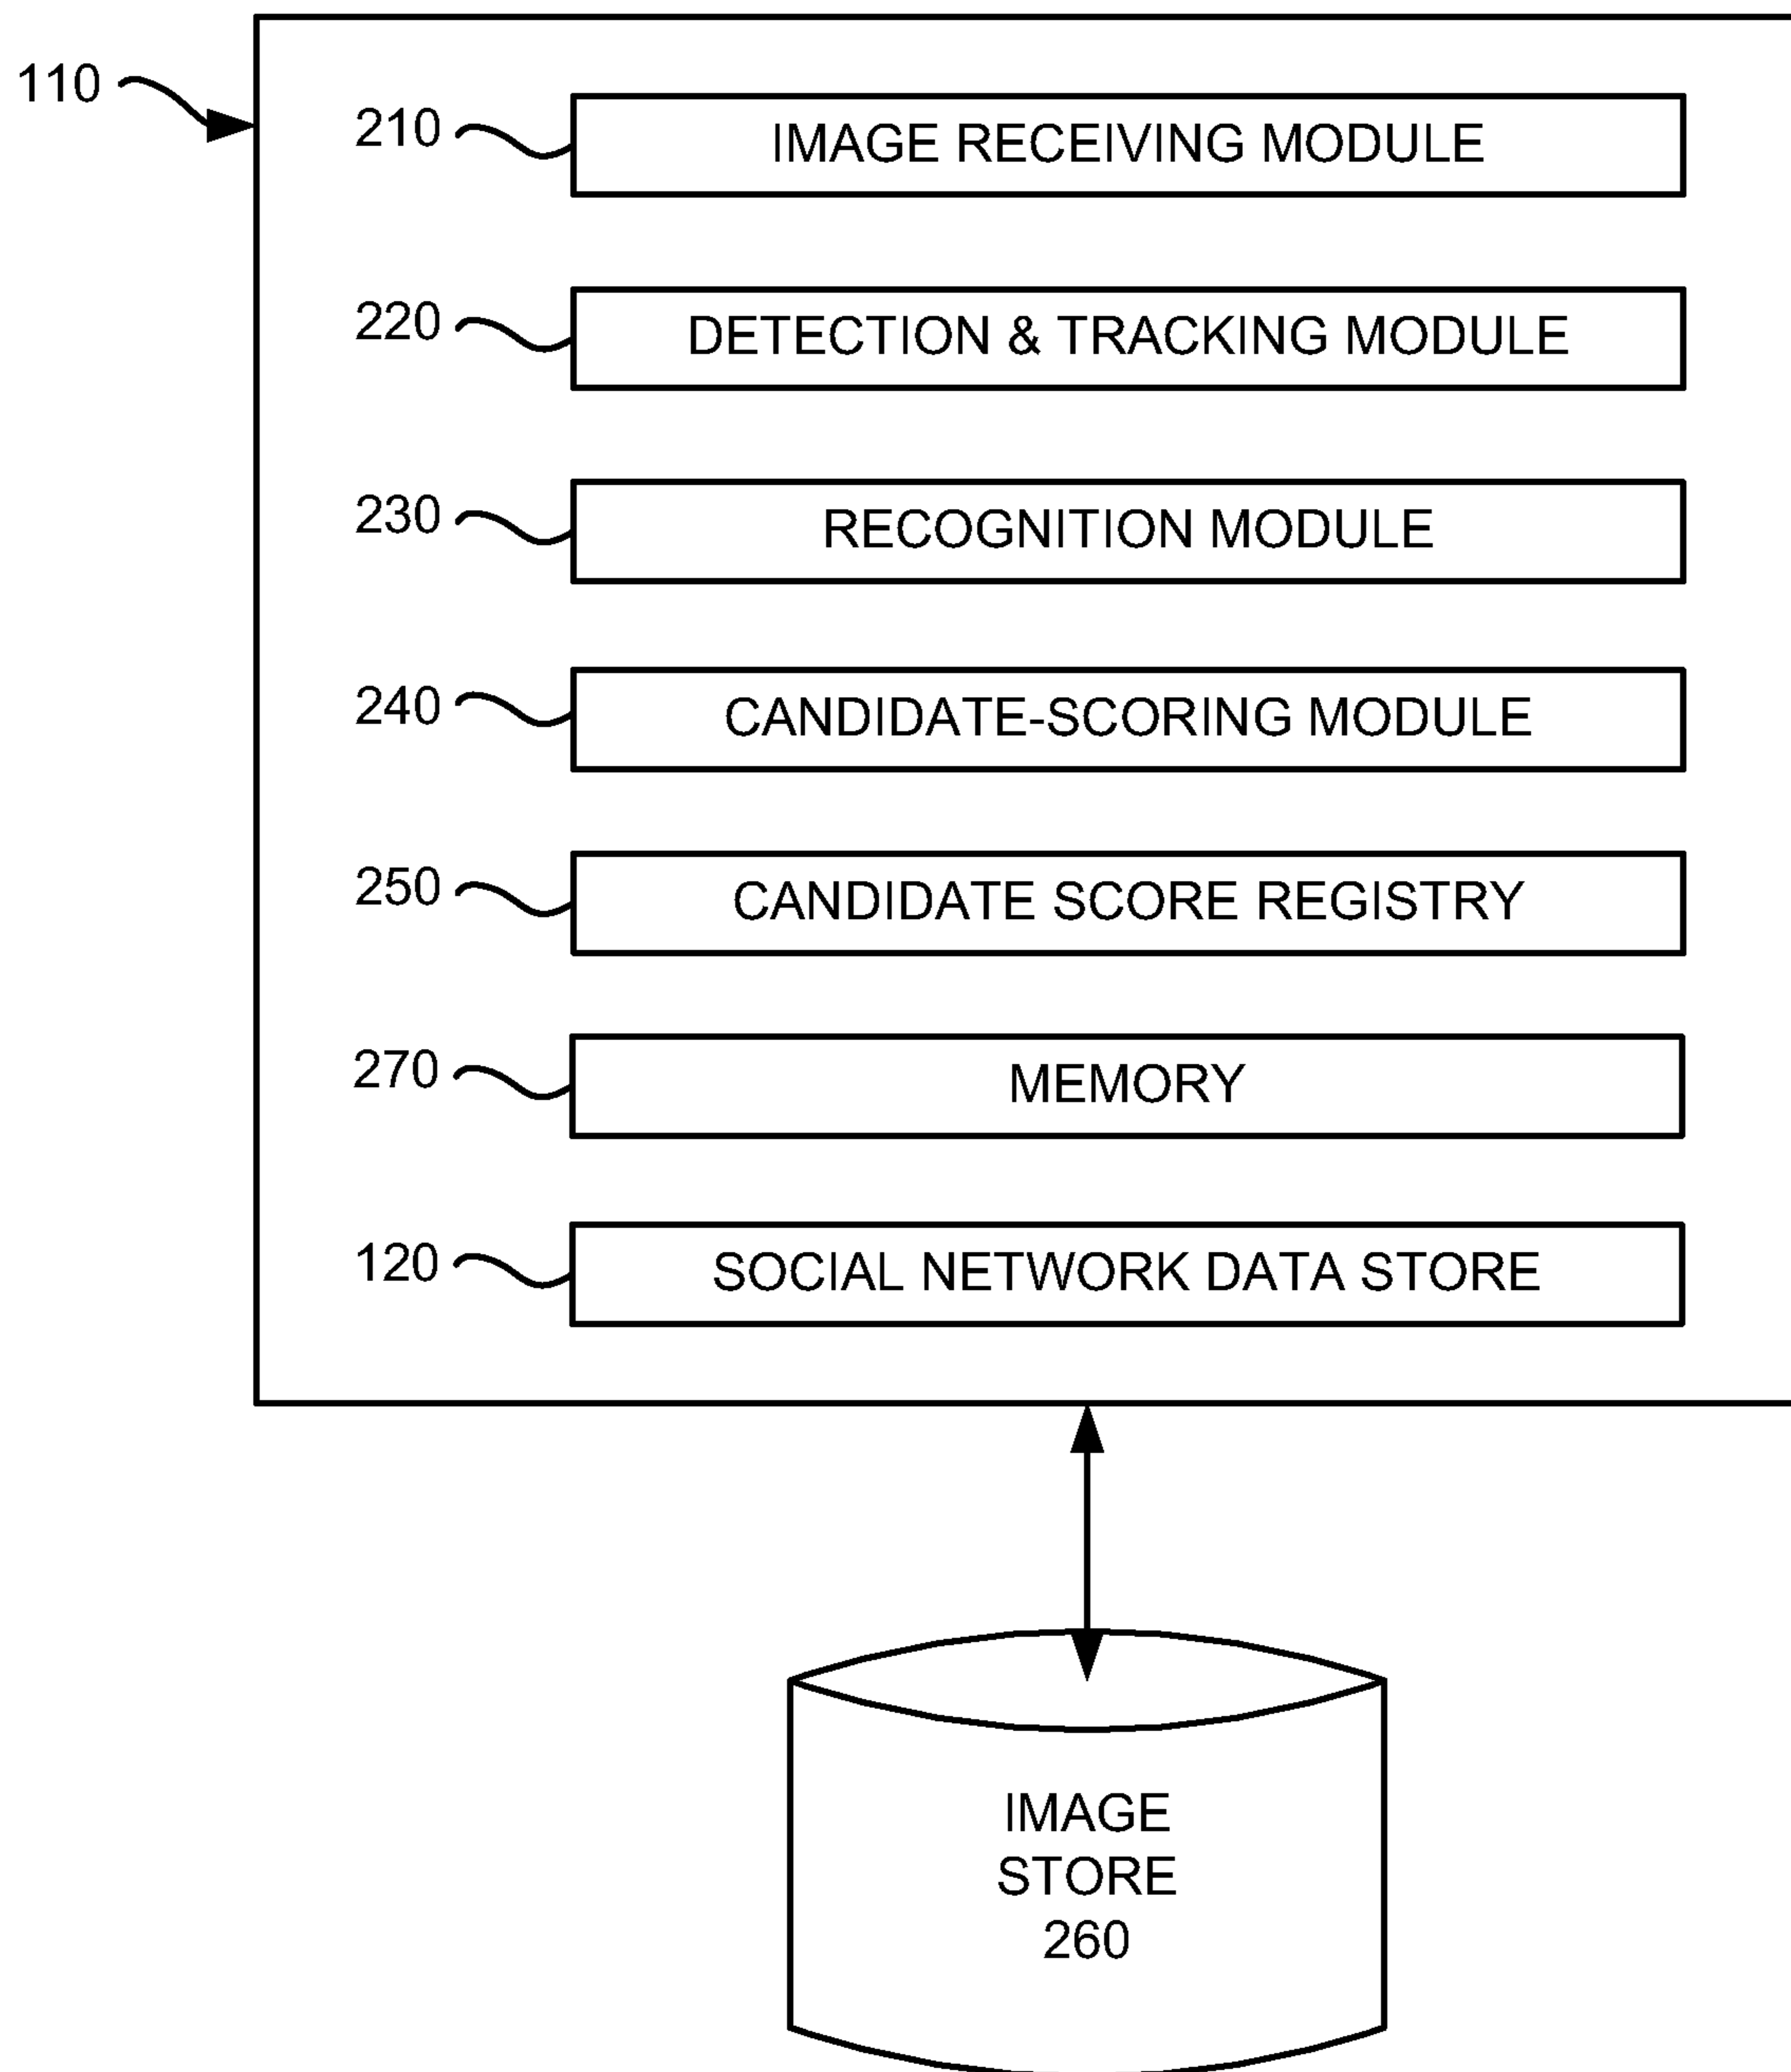 110
210 IMAGE RECEIVING MODULE
220 DETECTION & TRACKING MODULE
230 RECOGNITION MODULE
240 CANDIDATE-SCORING MODULE
250 CANDIDATE SCORE REGISTRY
270 MEMORY
120 SOCIAL NETWORK DATA STORE
IMAGE
STORE
260